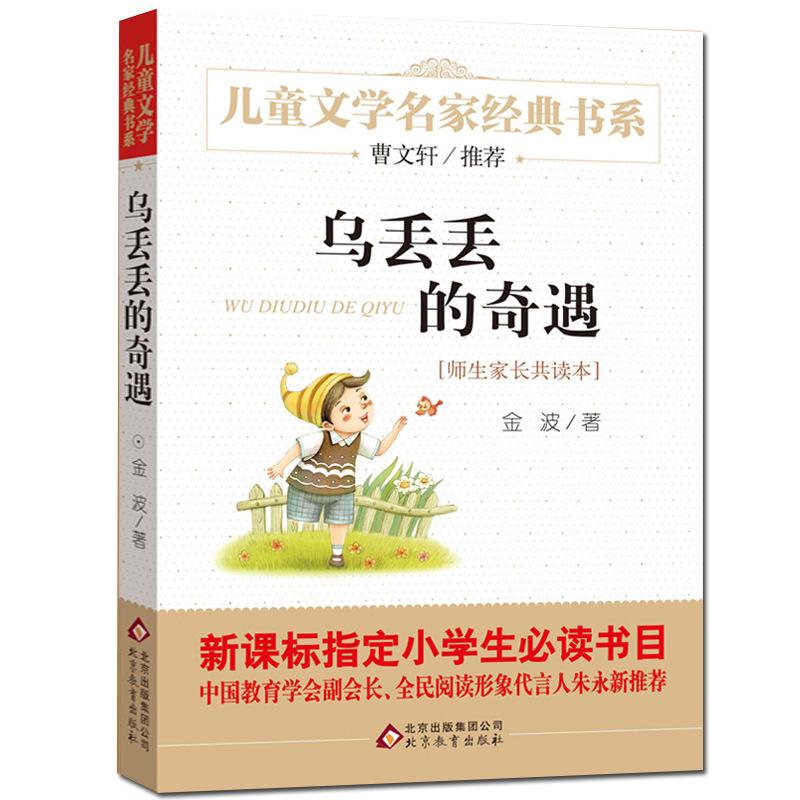 儿童文学
名家经典书系
乌丢丢的奇遇
金波/著
北京出版集团公司
北京教育出版社
儿童文学名家经典书系
曹文轩/推荐
乌丢丢
WU DIUDIU DE QIYU
的奇遇
[师生家长共读本]
金波/著
新课标指定小学生必读书目
中国教育学会副会长、全民阅读形象代言人朱永新推荐
北京出版集团公司
北京教育出版社